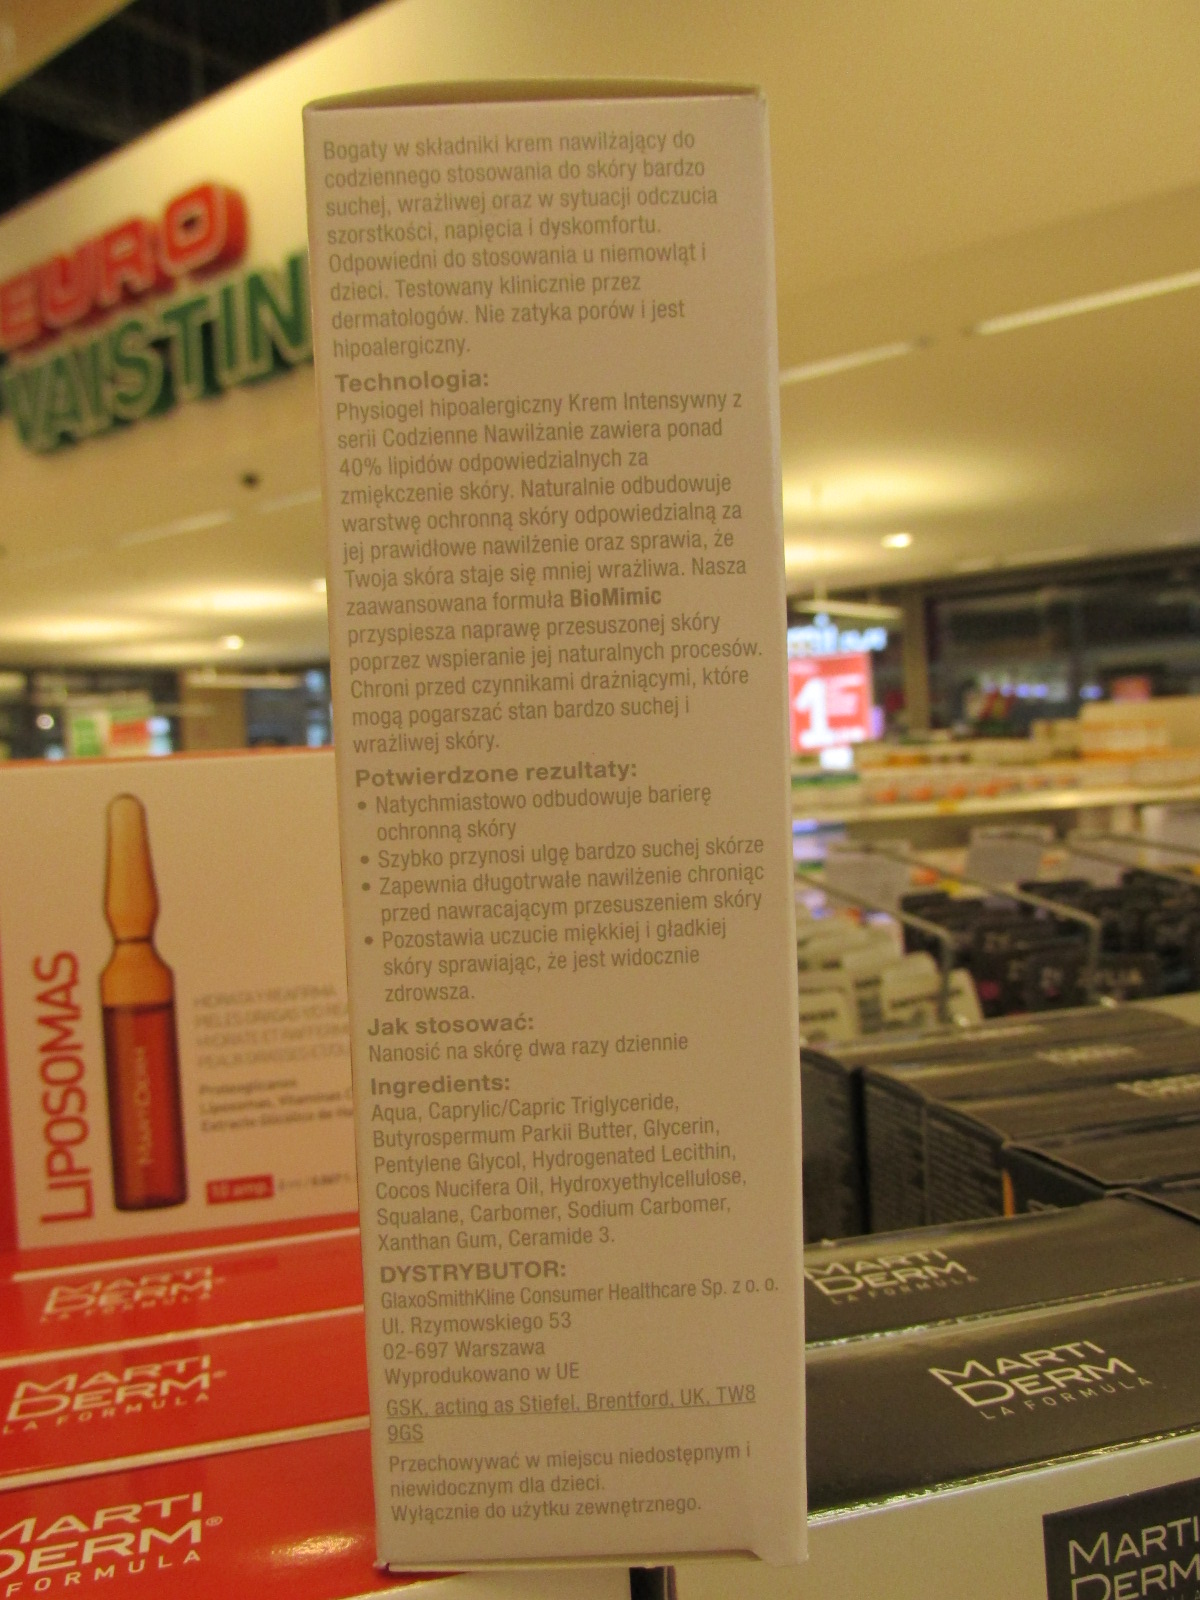 Bogaty w składniki krem nawilżający do
codziennego stosowania do skóry bardzo
suchej, wrażliwej oraz w sytuacji odczucia
szorstkości, napięcia i dyskomfortu.
Odpowiedni do stosowania u niemowląt i
dzieci. Testowany klinicznie przez
dermatologów. Nie zatyka porów i jest
hipoalergiczny.
Technologia:
Physiogel hipoalergiczny Krem Intensywny z
serii Codzienne Nawilżanie zawiera ponad
40% lipidów odpowiedzialnych za
zmiękczenie skóry. Naturalnie odbudowuje
warstwę ochronną skóry odpowiedzialną za
jej prawidłowe nawilżenie oraz sprawia, że
Twoja skóra staje się mniej wrażliwa. Nasza
zaawansowana formuła BioMimic
przyspiesza naprawę przesuszonej skóry
poprzez wspieranie jej naturalnych procesów.
Chroni przed czynnikami drażniącymi, które
mogą pogarszać stan bardzo suchej i
wrażliwej skóry.
Potwierdzone rezultaty:
• Natychmiastowo odbudowuje barierę
ochronną skóry
• Szybko przynosi ulgę bardzo suchej skórze
• Zapewnia długotrwałe nawilżenie chroniąc
przed nawracającym przesuszeniem skóry
• Pozostawia uczucie miękkiej i gładkiej
skóry sprawiając, że jest widocznie
zdrowsza.
Jak stosować:
Nanosić na skórę dwa razy dziennie
Ingredients:
Aqua, Caprylic/Capric Triglyceride,
Butyrospermum Parkii Butter, Glycerin,
Pentylene Glycol, Hydrogenated Lecithin,
Cocos Nucifera Oil, Hydroxyethylcellulose,
Squalane, Carbomer, Sodium Carbomer,
Xanthan Gum, Ceramide 3.
DYSTRYBUTOR:
GlaxoSmithKline Consumer Healthcare Sp. z o. o.
Ul. Rzymowskiego 53
02-697 Warszawa
Wyprodukowano w UE
GSK, acting as Stiefel, Brentford, UK, TW8
9GS
Przechowywać w miejscu niedostępnym i
niewidocznym dla dzieci.
Wyłącznie do użytku zewnętrznego.
EURO
VAISTIN
1
LIPOSOMAS
MARTIDERM
Proteoglicanos
Liposomas, Vitaminas C
10 amp.
MARTI
DERM
LA FORMULA
MARTI
DERM®
LA FORMULA
MARTI
DERM®
FORMULA
MARTI
DERM
LA FORMULA
MARTI
DERM
LA FORMULA
MARTI
DERM